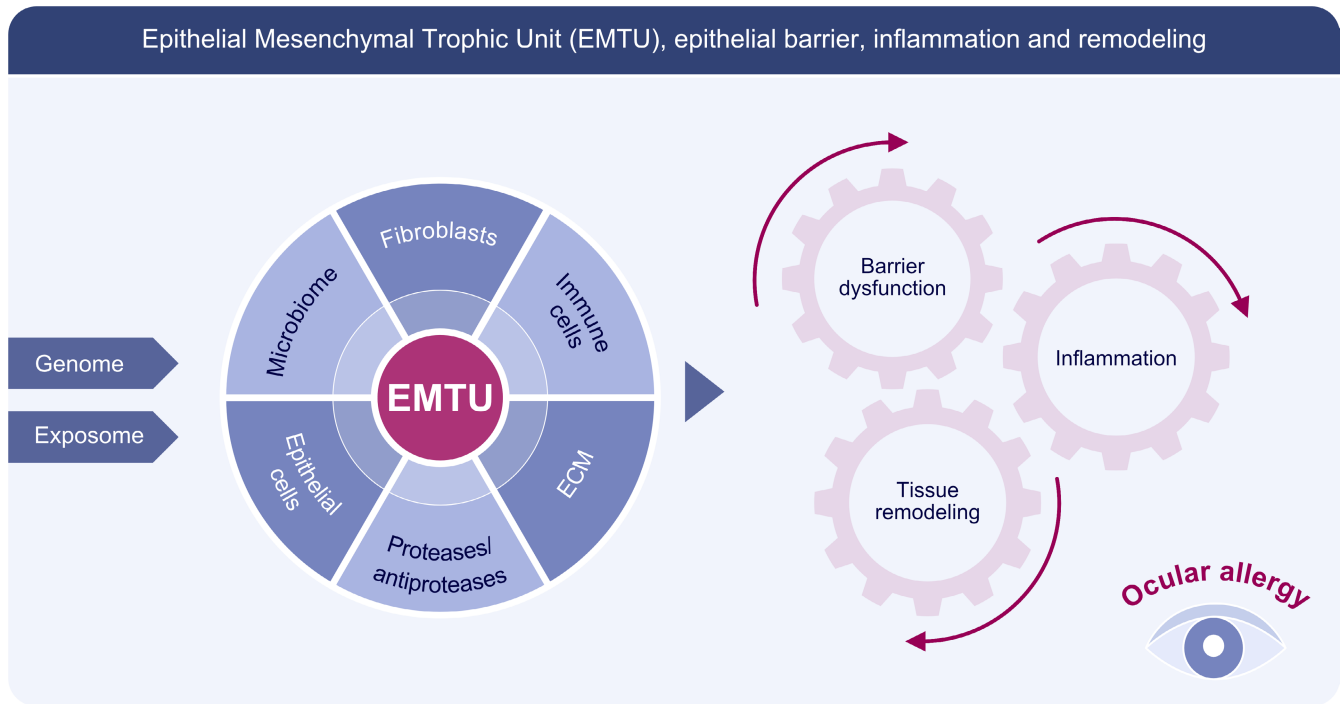 Epithelial Mesenchymal Trophic Unit (EMTU), epithelial barrier, inflammation and remodeling
Genome
Exposome
Fibroblasts
Immune
cells
ECM
Proteases/
antiproteases
Epithelial
cells
Microbiome
EMTU
Barrier
dysfunction
Inflammation
Tissue
remodeling
Ocular allergy